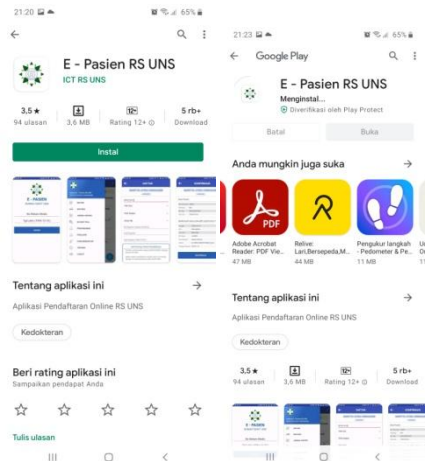 21:20
65%
E - Pasien RS UNS
ICT RS UNS
3,5★
94 ulasan
3,6 MB
12+
Rating 12+
5 rb+
Download
Instal
Tentang aplikasi ini
Aplikasi Pendaftaran Online RS UNS
Kedokteran
Beri rating aplikasi ini
Sampaikan pendapat Anda
Tulis ulasan
21:23
65%
Google Play
E - Pasien RS UNS
Menginstal...
Diverifikasi oleh Play Protect
Batal
Buka
Anda mungkin juga suka
PDF
Adobe Acrobat
Reader: PDF Vie...
47 MB
Relive:
Lari,Bersepeda,M...
44 MB
Pengukur langkah
- Pedometer & Pe...
11 MB
Tentang aplikasi ini
Aplikasi Pendaftaran Online RS UNS
Kedokteran
3,5★
94 ulasan
3,6 MB
12+
Rating 12+
5 rb+
Download